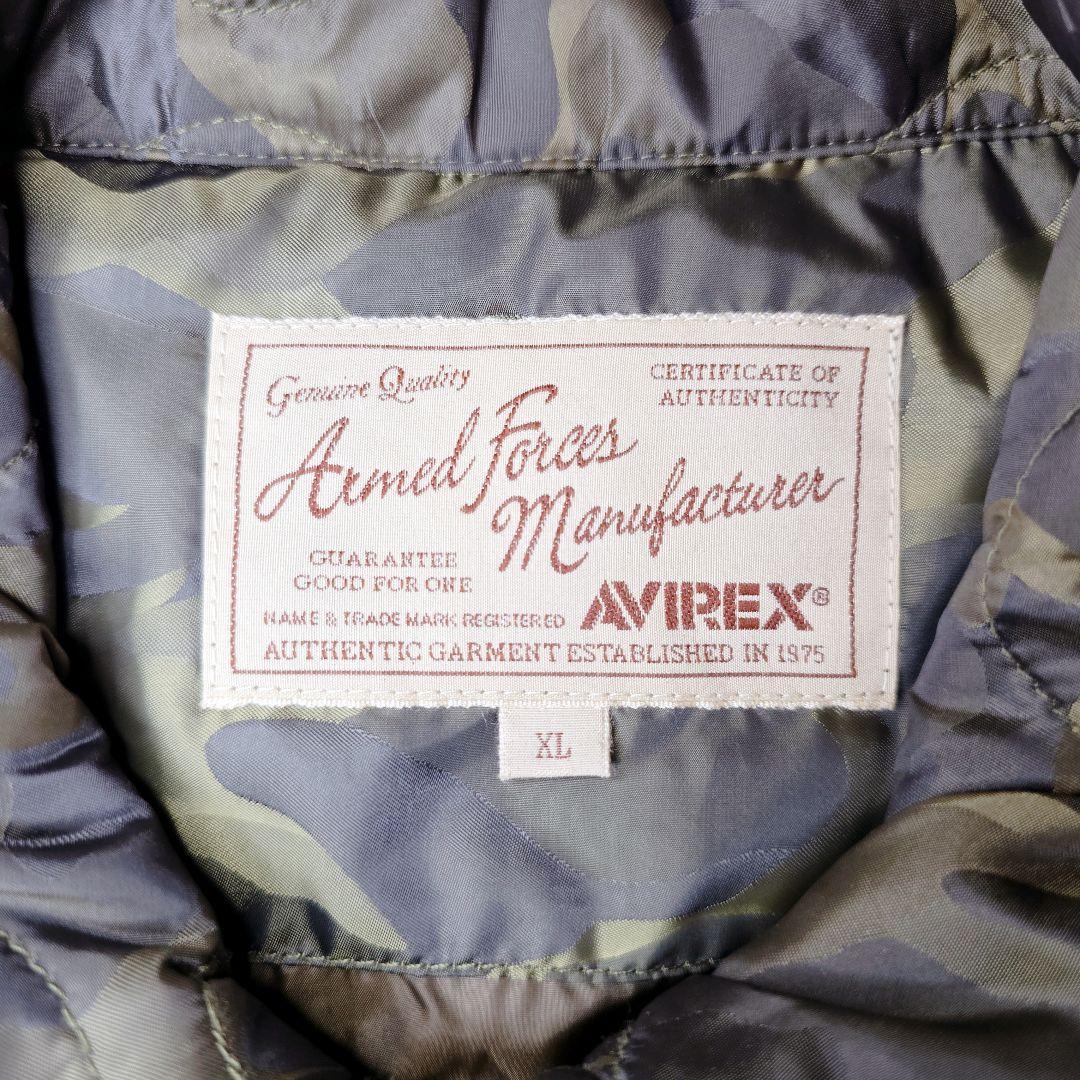 Genuine Quality
CERTIFICATE OF
AUTHENTICITY
Armed Forces
Manufacturer
GUARANTEE
GOOD FOR ONE
NAME & TRADE MARK REGISTERED
AVIREX®
AUTHENTIC GARMENT ESTABLISHED IN 1975
XL